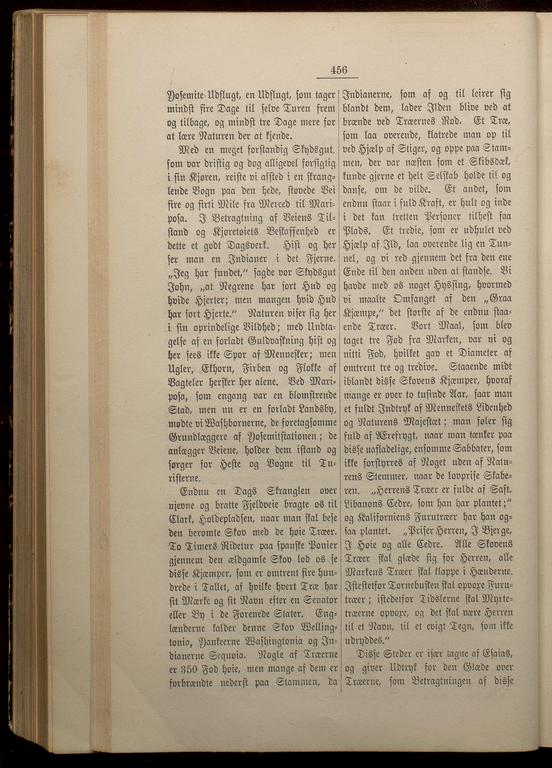 456
Yosemite-Udflugt, en Udflugt, som tager
mindst fire Dage til selve Turen frem
og tilbage, og mindst tre Dage mere for
at lære Naturen der at kjende.
Med en meget forstandig Skydsgut,
som var driftig og dog alligevel forsigtig
i sin Kjøren, reiste vi afsted i en skrang-
lende Vogn paa den hede, støvede Vei
fire og firti Mile fra Merced til Mari-
posa. I Betragtning af Veiens Til-
stand og Kjøretøiets Beskaffenhed er
dette et godt Dagsverk. Hist og her
ser man en Indianer i det Fjerne.
„Jeg har fundet,“ sagde vor Skydsgut
John, „at Negrene har sort Hud og
hvide Hjerter; men mangen hvid Hud
har sort Hjerte.“ Naturen viser sig her
i sin oprindelige Vildhed; med Undta-
gelse af en forladt Guldvaskning hist og
her sees ikke Spor af Mennesker; men
Ugler, Ekhorn, Firben og Flokke af
Vagteler hersker her alene. Ved Mari-
posa, som engang var en blomstrende
Stad, men nu er en forladt Landsby,
mødte vi Washbornerne, de foretagsomme
Grundlæggere af Yosemitstationen; de
anlægger Veiene, holder dem istand og
sørger for Heste og Vogne til Tu-
risterne.
Endnu en Dags Skranglen over
ujevne og bratte Fjeldveie bragte os til
Clark, Holdepladsen, naar man skal bese
den berømte Skov med de høie Træer.
To Timers Ridetur paa spanske Ponier
gjennem den ældgamle Skov lod os se
disse Kjæmper, som er omtrent fire hun-
drede i Tallet, af hvilke hvert Træ har
sit Mærke og sit Navn efter en Senator
eller By i de Forenede Stater. Eng-
lænderne kalder denne Skov Welling-
tonia, Yankeerne Washingtonia og In-
dianerne Sequoia. Nogle af Træerne
er 350 Fod høie, men mange af dem er
forbrændte nederst paa Stammen, da
Indianerne, som af og til leirer sig
blandt dem, lader Ilden blive ved at
brænde ved Træernes Rod. Et Træ,
som laa overende, klatrede man op til
ved Hjælp af Stiger, og oppe paa Stam-
men, der var næsten som et Skibsdæk,
kunde gjerne et helt Selskab holde til og
danse, om de vilde. Et andet, som
endnu staar i fuld Kraft, er hult og inde
i det kan tretten Personer tilhest faa
Plads. Et tredie, som er udhulet ved
Hjælp af Ild, laa overende lig en Tun-
nel, og vi red gjennem det fra den ene
Ende til den anden uden at standse. Vi
havde med os noget Hyssing, hvormed
vi maalte Omfanget af den „Graa
Kjæmpe,“ det største af de endnu staa-
ende Træer. Vort Maal, som blev
taget tre Fod fra Marken, var ni og
nitti Fod, hvilket gav et Diameter af
omtrent tre og tredive. Staaende midt
iblandt disse Skovens Kjæmper, hvoraf
mange er over to tusinde Aar, faar man
et fuldt Indtryk af Menneskets Lidenhed
og Naturens Majestæt; man føler sig
fuld af Ærefrygt, naar man tænker paa
disse nafladelige, ensomme Sabbater, som
ikke forstyrres af Noget uden af Natu-
rens Stemmer, naar de lovprise Skabe-
ren. „Herrens Træer er fulde af Saft,
Libanons Cedre, som han har plantet;“
og Kaliforniens Furutræer har han og-
saa plantet. „Priser Herren, I Bjerge,
I Høie og alle Cedre. Alle Skovens
Træer skal glæde sig for Herren, alle
Markens Træer skal klappe i Hænderne.
Istedetfor Tornebusken skal opvoxe Furu-
træer; istedetfor Tidslerne skal Myrte-
træerne opvoxe, og det skal være Herren
til et Navn, til et evigt Tegn, som ikke
udryddes.“
Disse Steder er især tagne af Esaias,
og giver Udtryk for den Glæde over
Træerne, som Betragtningen af disse